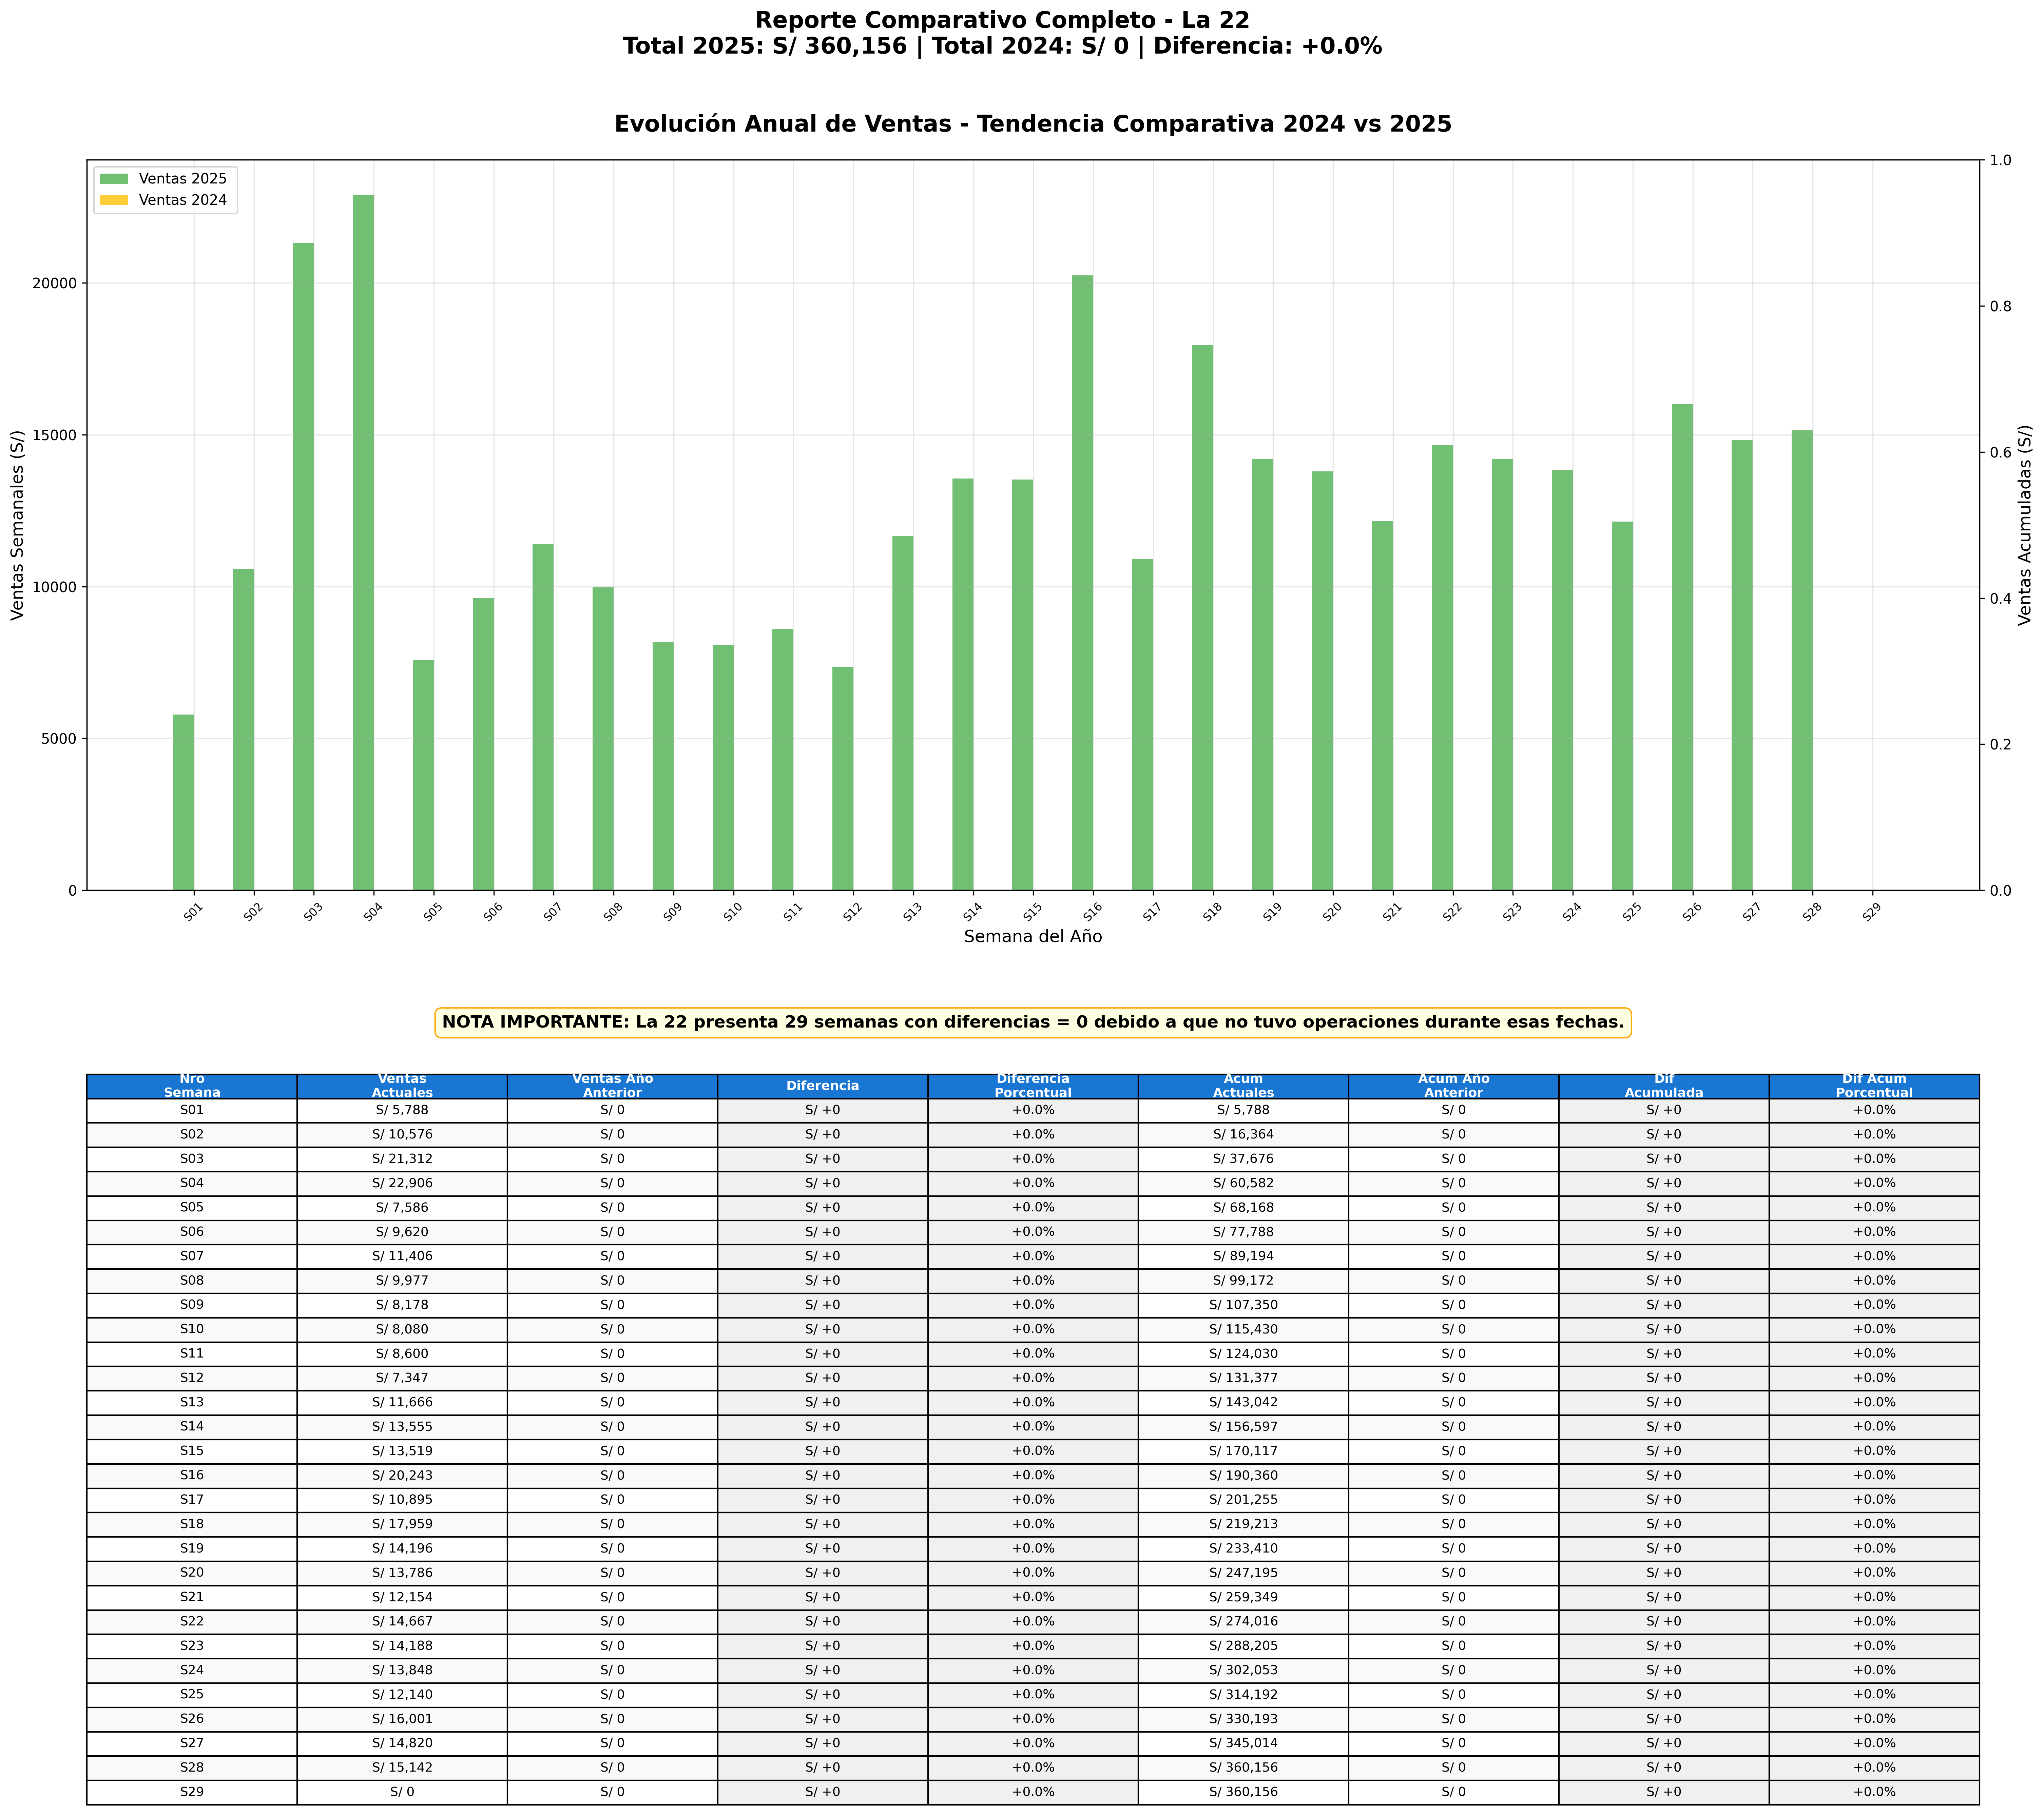 Reporte Comparativo Completo - La 22
Total 2025: S/ 360,156 | Total 2024: S/ 0 | Diferencia: +0.0%
Evolución Anual de Ventas - Tendencia Comparativa 2024 vs 2025
Ventas 2025
Ventas 2024
Ventas Semanales (S/)
20000
15000
10000
5000
0
1.0
0.8
0.6
0.4
0.2
0.0
Ventas Acumuladas (S/)
S01 S02 S03 S04 S05 S06 S07 S08 S09 S10 S11 S12 S13 S14 S15 S16 S17 S18 S19 S20 S21 S22 S23 S24 S25 S26 S27 S28 S29
Semana del Año
NOTA IMPORTANTE: La 22 presenta 29 semanas con diferencias = 0 debido a que no tuvo operaciones durante esas fechas.
Nro Semana Ventas Actuales Ventas Año Anterior Diferencia Diferencia Porcentual Acum Actuales Acum Año Anterior Dif Acumulada Dif Acum Porcentual
S01 S/ 5,788 S/ 0 S/ +0 +0.0% S/ 5,788 S/ 0 S/ +0 +0.0%
S02 S/ 10,576 S/ 0 S/ +0 +0.0% S/ 16,364 S/ 0 S/ +0 +0.0%
S03 S/ 21,312 S/ 0 S/ +0 +0.0% S/ 37,676 S/ 0 S/ +0 +0.0%
S04 S/ 22,906 S/ 0 S/ +0 +0.0% S/ 60,582 S/ 0 S/ +0 +0.0%
S05 S/ 7,586 S/ 0 S/ +0 +0.0% S/ 68,168 S/ 0 S/ +0 +0.0%
S06 S/ 9,620 S/ 0 S/ +0 +0.0% S/ 77,788 S/ 0 S/ +0 +0.0%
S07 S/ 11,406 S/ 0 S/ +0 +0.0% S/ 89,194 S/ 0 S/ +0 +0.0%
S08 S/ 9,977 S/ 0 S/ +0 +0.0% S/ 99,172 S/ 0 S/ +0 +0.0%
S09 S/ 8,178 S/ 0 S/ +0 +0.0% S/ 107,350 S/ 0 S/ +0 +0.0%
S10 S/ 8,080 S/ 0 S/ +0 +0.0% S/ 115,430 S/ 0 S/ +0 +0.0%
S11 S/ 8,600 S/ 0 S/ +0 +0.0% S/ 124,030 S/ 0 S/ +0 +0.0%
S12 S/ 7,347 S/ 0 S/ +0 +0.0% S/ 131,377 S/ 0 S/ +0 +0.0%
S13 S/ 11,666 S/ 0 S/ +0 +0.0% S/ 143,042 S/ 0 S/ +0 +0.0%
S14 S/ 13,555 S/ 0 S/ +0 +0.0% S/ 156,597 S/ 0 S/ +0 +0.0%
S15 S/ 13,519 S/ 0 S/ +0 +0.0% S/ 170,117 S/ 0 S/ +0 +0.0%
S16 S/ 20,243 S/ 0 S/ +0 +0.0% S/ 190,360 S/ 0 S/ +0 +0.0%
S17 S/ 10,895 S/ 0 S/ +0 +0.0% S/ 201,255 S/ 0 S/ +0 +0.0%
S18 S/ 17,959 S/ 0 S/ +0 +0.0% S/ 219,213 S/ 0 S/ +0 +0.0%
S19 S/ 14,196 S/ 0 S/ +0 +0.0% S/ 233,410 S/ 0 S/ +0 +0.0%
S20 S/ 13,786 S/ 0 S/ +0 +0.0% S/ 247,195 S/ 0 S/ +0 +0.0%
S21 S/ 12,154 S/ 0 S/ +0 +0.0% S/ 259,349 S/ 0 S/ +0 +0.0%
S22 S/ 14,667 S/ 0 S/ +0 +0.0% S/ 274,016 S/ 0 S/ +0 +0.0%
S23 S/ 14,188 S/ 0 S/ +0 +0.0% S/ 288,205 S/ 0 S/ +0 +0.0%
S24 S/ 13,848 S/ 0 S/ +0 +0.0% S/ 302,053 S/ 0 S/ +0 +0.0%
S25 S/ 12,140 S/ 0 S/ +0 +0.0% S/ 314,192 S/ 0 S/ +0 +0.0%
S26 S/ 16,001 S/ 0 S/ +0 +0.0% S/ 330,193 S/ 0 S/ +0 +0.0%
S27 S/ 14,820 S/ 0 S/ +0 +0.0% S/ 345,014 S/ 0 S/ +0 +0.0%
S28 S/ 15,142 S/ 0 S/ +0 +0.0% S/ 360,156 S/ 0 S/ +0 +0.0%
S29 S/ 0 S/ 0 S/ +0 +0.0% S/ 360,156 S/ 0 S/ +0 +0.0%